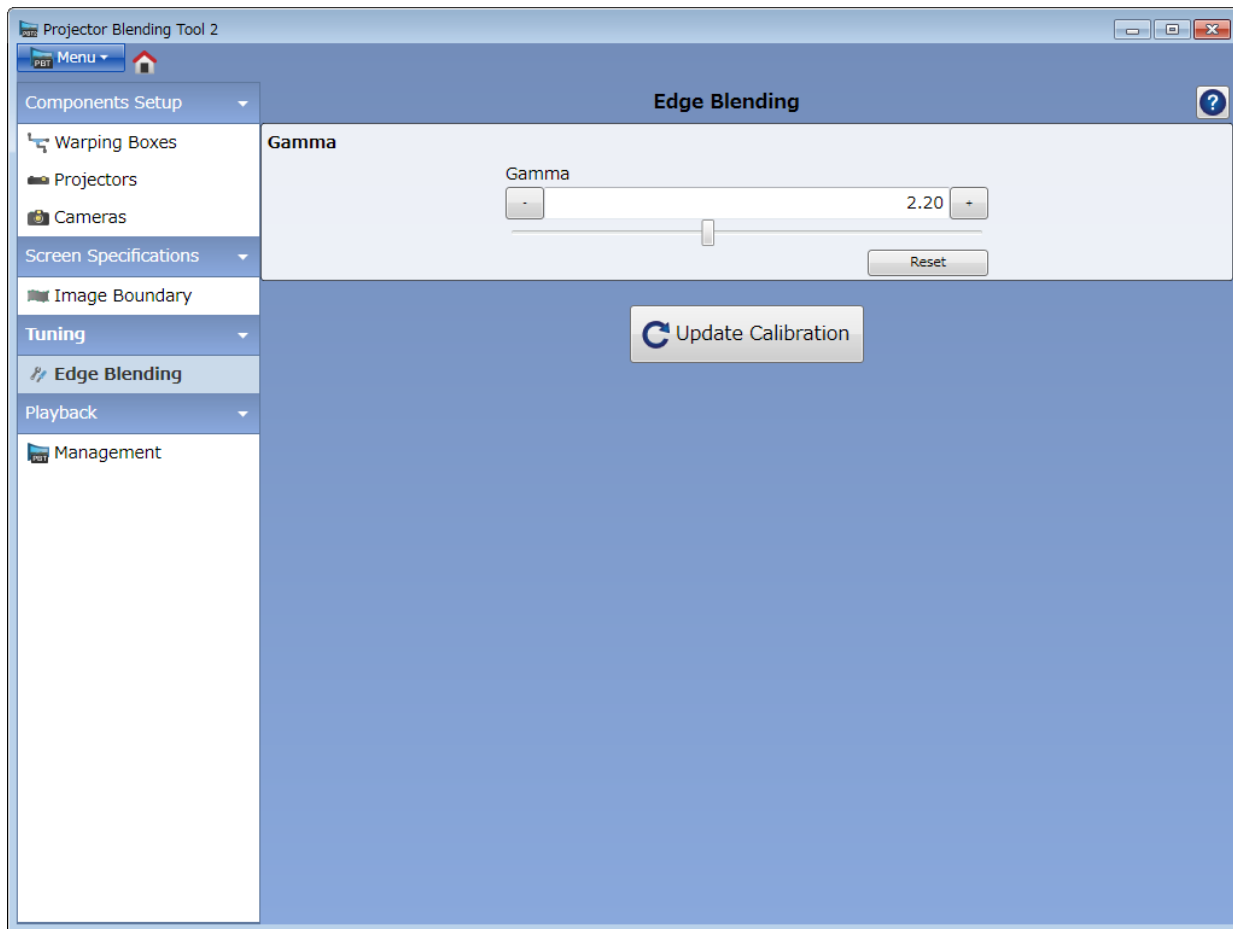 Projector Blending Tool 2
Menu
Components Setup
Edge Blending
?
Warping Boxes
Projectors
Cameras
Screen Specifications
Image Boundary
Tuning
Edge Blending
Playback
Management
Gamma
Gamma
- 2.20 +
Reset
Update Calibration